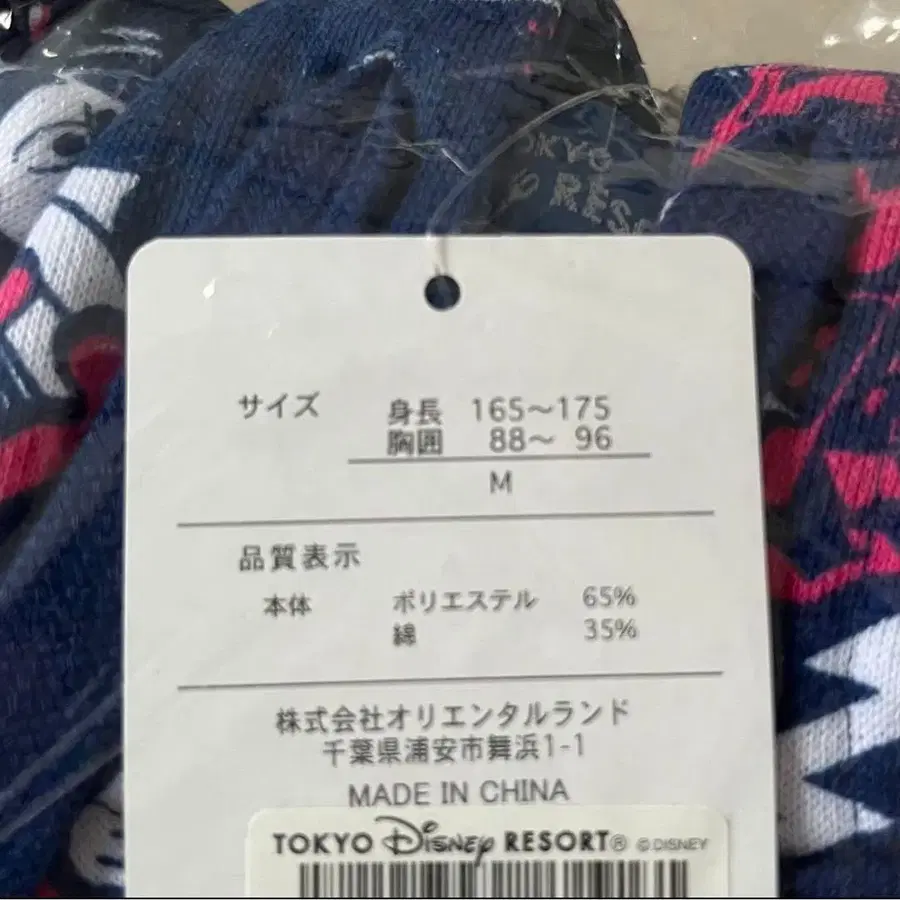 TOKYO
RES
サイズ 身長 165～175
胸囲 88～ 96
M
品質表示
本体 ポリエステル 65%
綿 35%
株式会社オリエンタルランド
千葉県浦安市舞浜1-1
MADE IN CHINA
TOKYO Disney RESORT® ©DISNEY